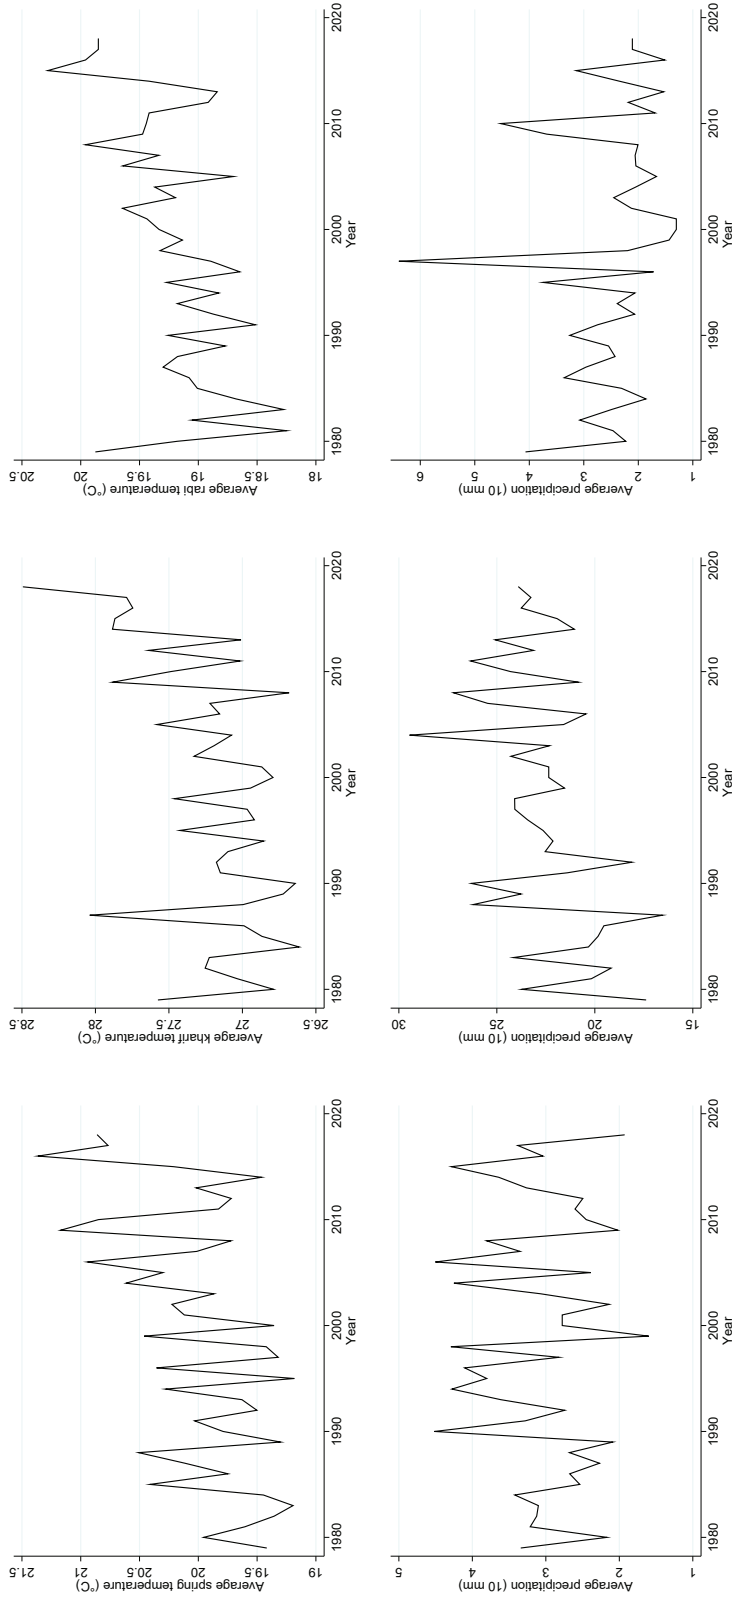 Average spring temperature (°C)
21.5
21
20.5
20
19.5
19
1980 1990 2000 2010 2020
Year
Average kharif temperature (°C)
28.5
28
27.5
27
26.5
1980 1990 2000 2010 2020
Year
Average rabi temperature (°C)
20.5
20
19.5
19
18.5
18
1980 1990 2000 2010 2020
Year
Average precipitation (10 mm)
5
4
3
2
1
1980 1990 2000 2010 2020
Year
Average precipitation (10 mm)
30
25
20
15
1980 1990 2000 2010 2020
Year
Average precipitation (10 mm)
6
5
4
3
2
1
1980 1990 2000 2010 2020
Year